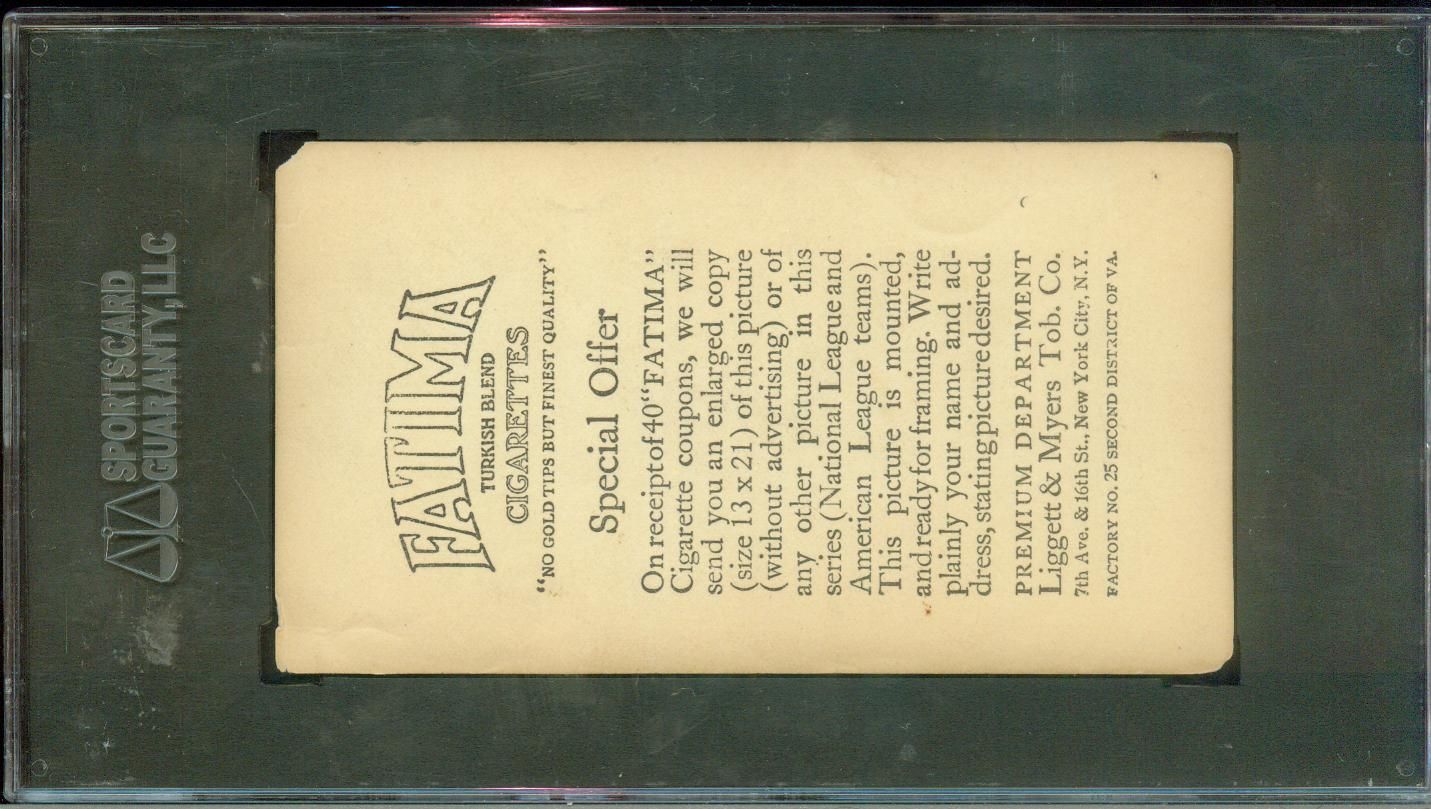 SPORTSCARD
GUARANTY, LLC
FATIMA
TURKISH BLEND
CIGARETTES
"NO GOLD TIPS BUT FINEST QUALITY"
Special Offer
On receipt of 40 "FATIMA"
Cigarette coupons, we will
send you an enlarged copy
(size 13 x 21) of this picture
(without advertising) or of
any other picture in this
series (National League and
American League teams).
This picture is mounted,
and ready for framing. Write
plainly your name and ad-
dress, stating picture desired.
PREMIUM DEPARTMENT
Liggett & Myers Tob. Co.
7th Ave. & 16th St., New York City, N.Y.
FACTORY NO. 25 SECOND DISTRICT OF VA.